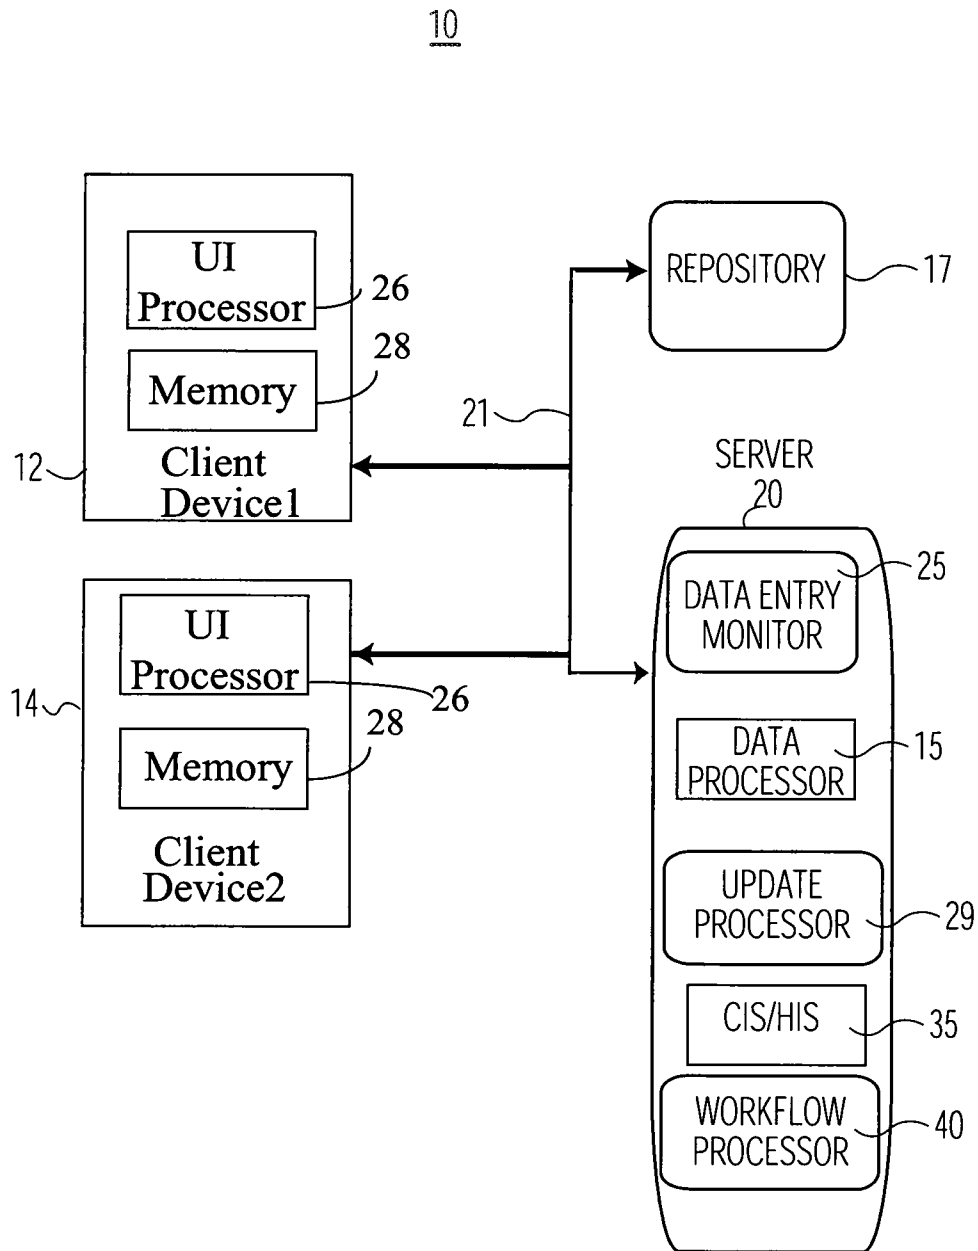 10
UI
Processor
26
Memory
28
Client
Device1
12
UI
Processor
26
Memory
28
Client
Device2
14
21
REPOSITORY
17
SERVER
20
DATA ENTRY
MONITOR
25
DATA
PROCESSOR
15
UPDATE
PROCESSOR
29
CIS/HIS
35
WORKFLOW
PROCESSOR
40